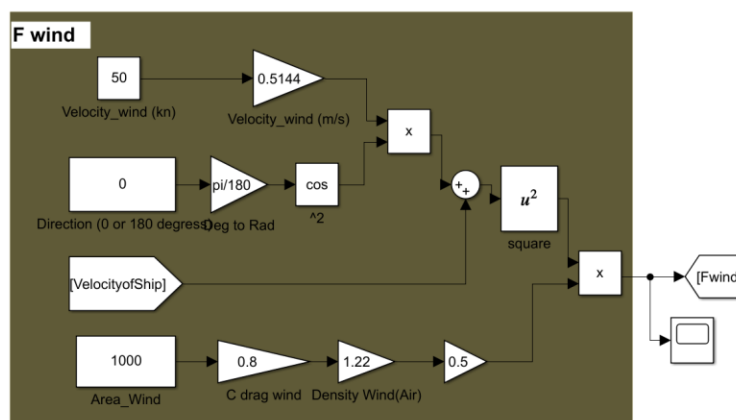 F wind
50
Velocity_wind (kn)
0.5144
Velocity_wind (m/s)
x
0
Direction (0 or 180 degress)
pi/180
Deg to Rad
cos
^2
++
u²
square
[VelocityofShip]
x
[Fwind
1000
Area_Wind
0.8
C drag wind
1.22
Density Wind(Air)
0.5